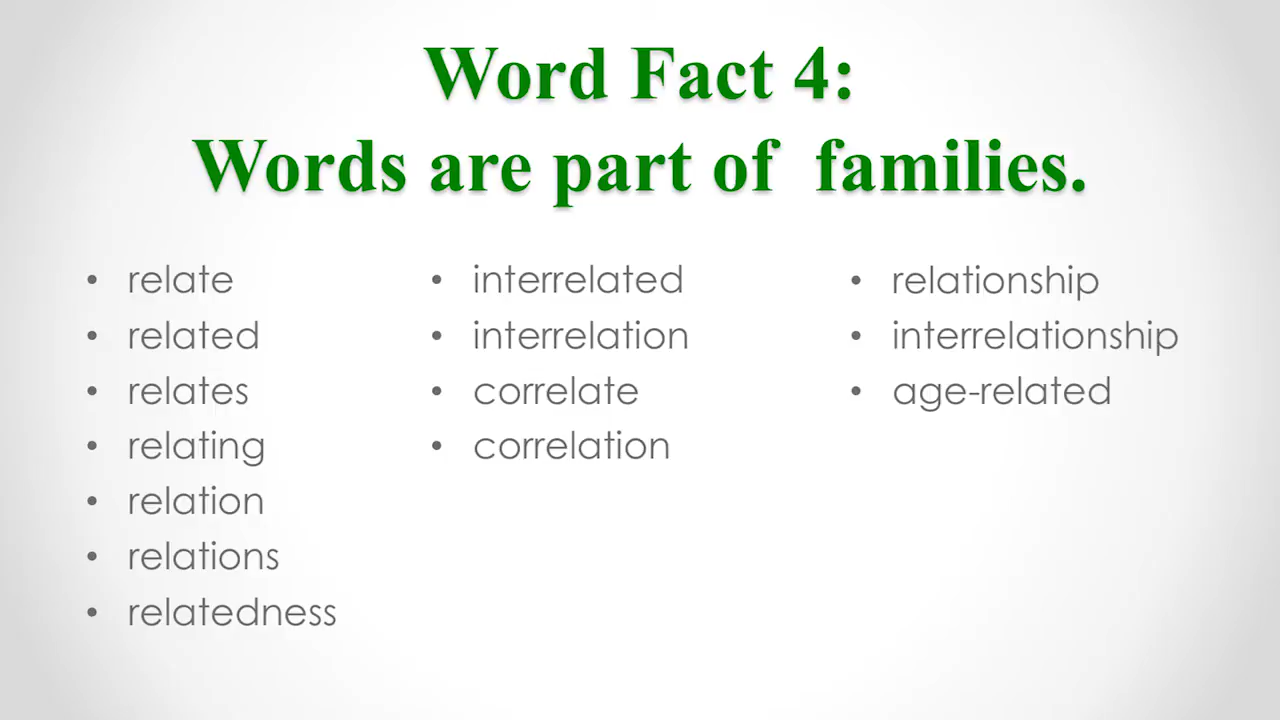 Word Fact 4:
Words are part of families.
• relate
• related
• relates
• relating
• relation
• relations
• relatedness
• interrelated
• interrelation
• correlate
• correlation
• relationship
• interrelationship
• age-related